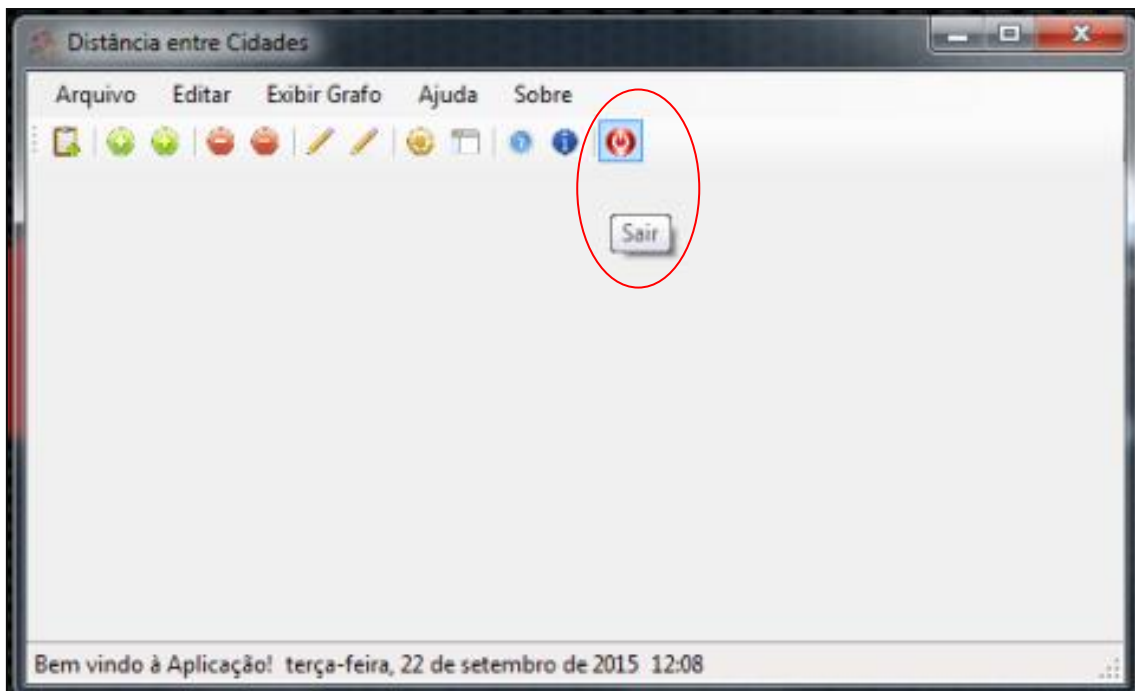 Distância entre Cidades
Arquivo Editar Exibir Grafo Ajuda Sobre
Sair
Bem vindo à Aplicação! terça-feira, 22 de setembro de 2015 12:08